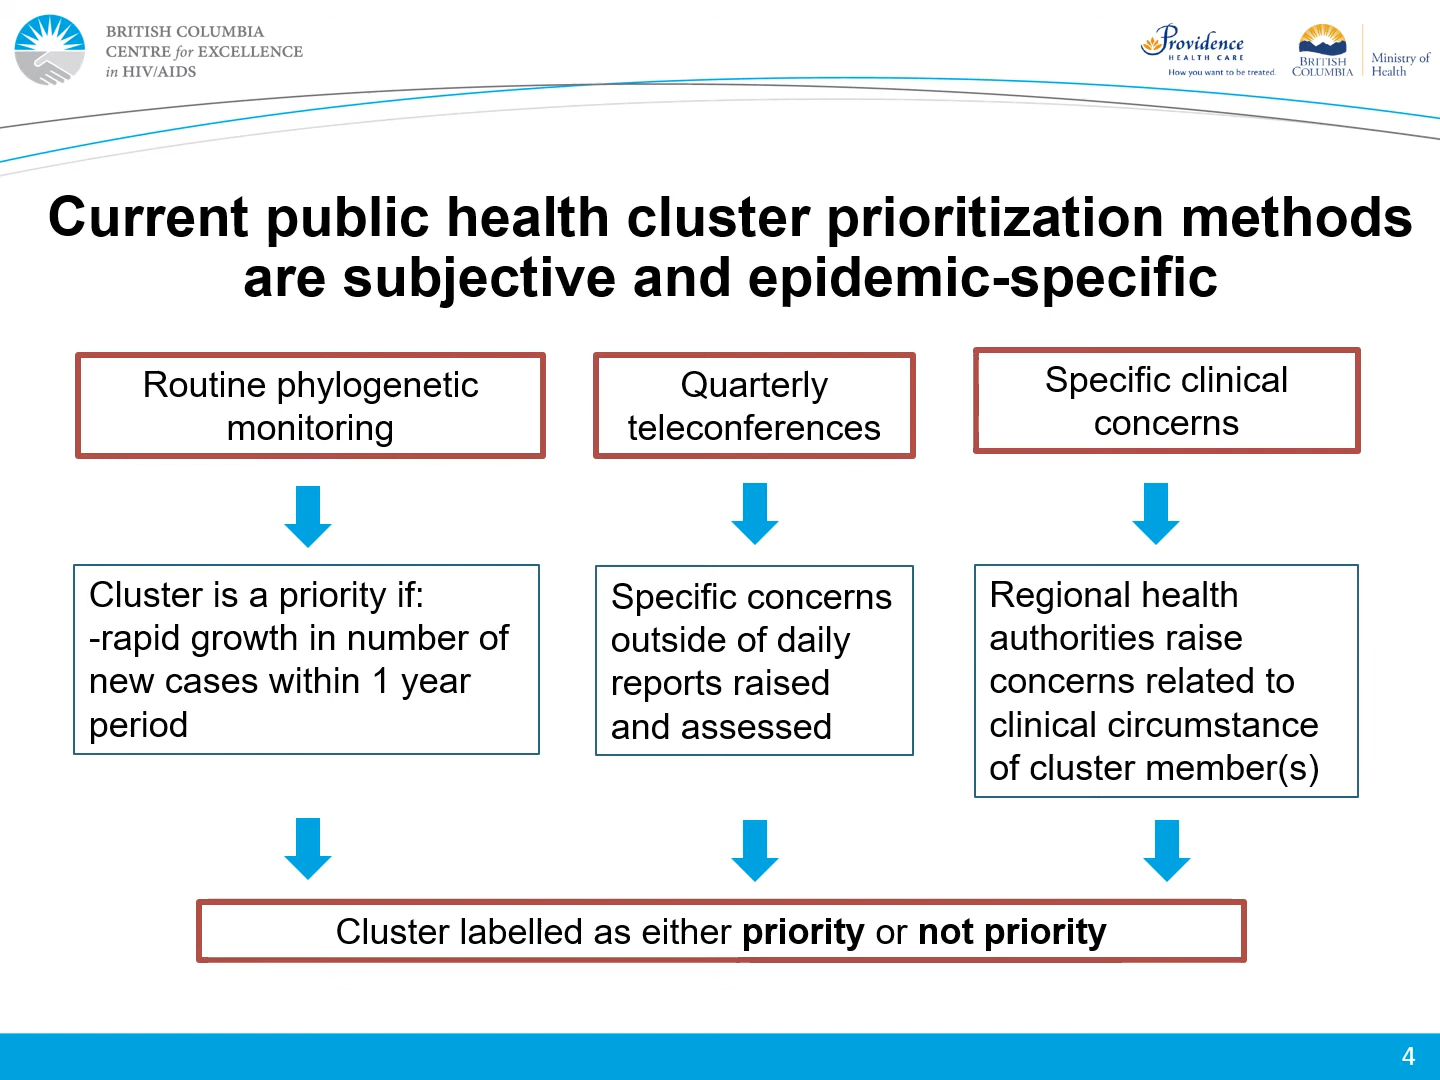 BRITISH COLUMBIA
CENTRE for EXCELLENCE
in HIV/AIDS
Providence
HEALTH CARE
How you want to be treated.
BRITISH
COLUMBIA
Ministry of
Health
Current public health cluster prioritization methods
are subjective and epidemic-specific
Routine phylogenetic
monitoring
Quarterly
teleconferences
Specific clinical
concerns
Cluster is a priority if:
-rapid growth in number of
new cases within 1 year
period
Specific concerns
outside of daily
reports raised
and assessed
Regional health
authorities raise
concerns related to
clinical circumstance
of cluster member(s)
Cluster labelled as either priority or not priority
4